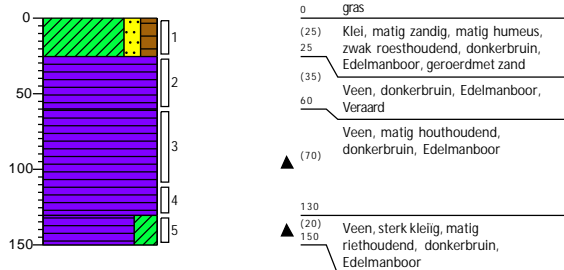 0
50
100
150
1
2
3
4
5
0 gras
(25) Klei, matig zandig, matig humeus,
25 zwak roesthoudend, donkerbruin,
Edelmanboor, geroerdmet zand
(35)
Veen, donkerbruin, Edelmanboor,
60 Veraard
Veen, matig houthoudend,
(70) donkerbruin, Edelmanboor
130
(20) Veen, sterk kleiïg, matig
150 riethoudend, donkerbruin,
Edelmanboor